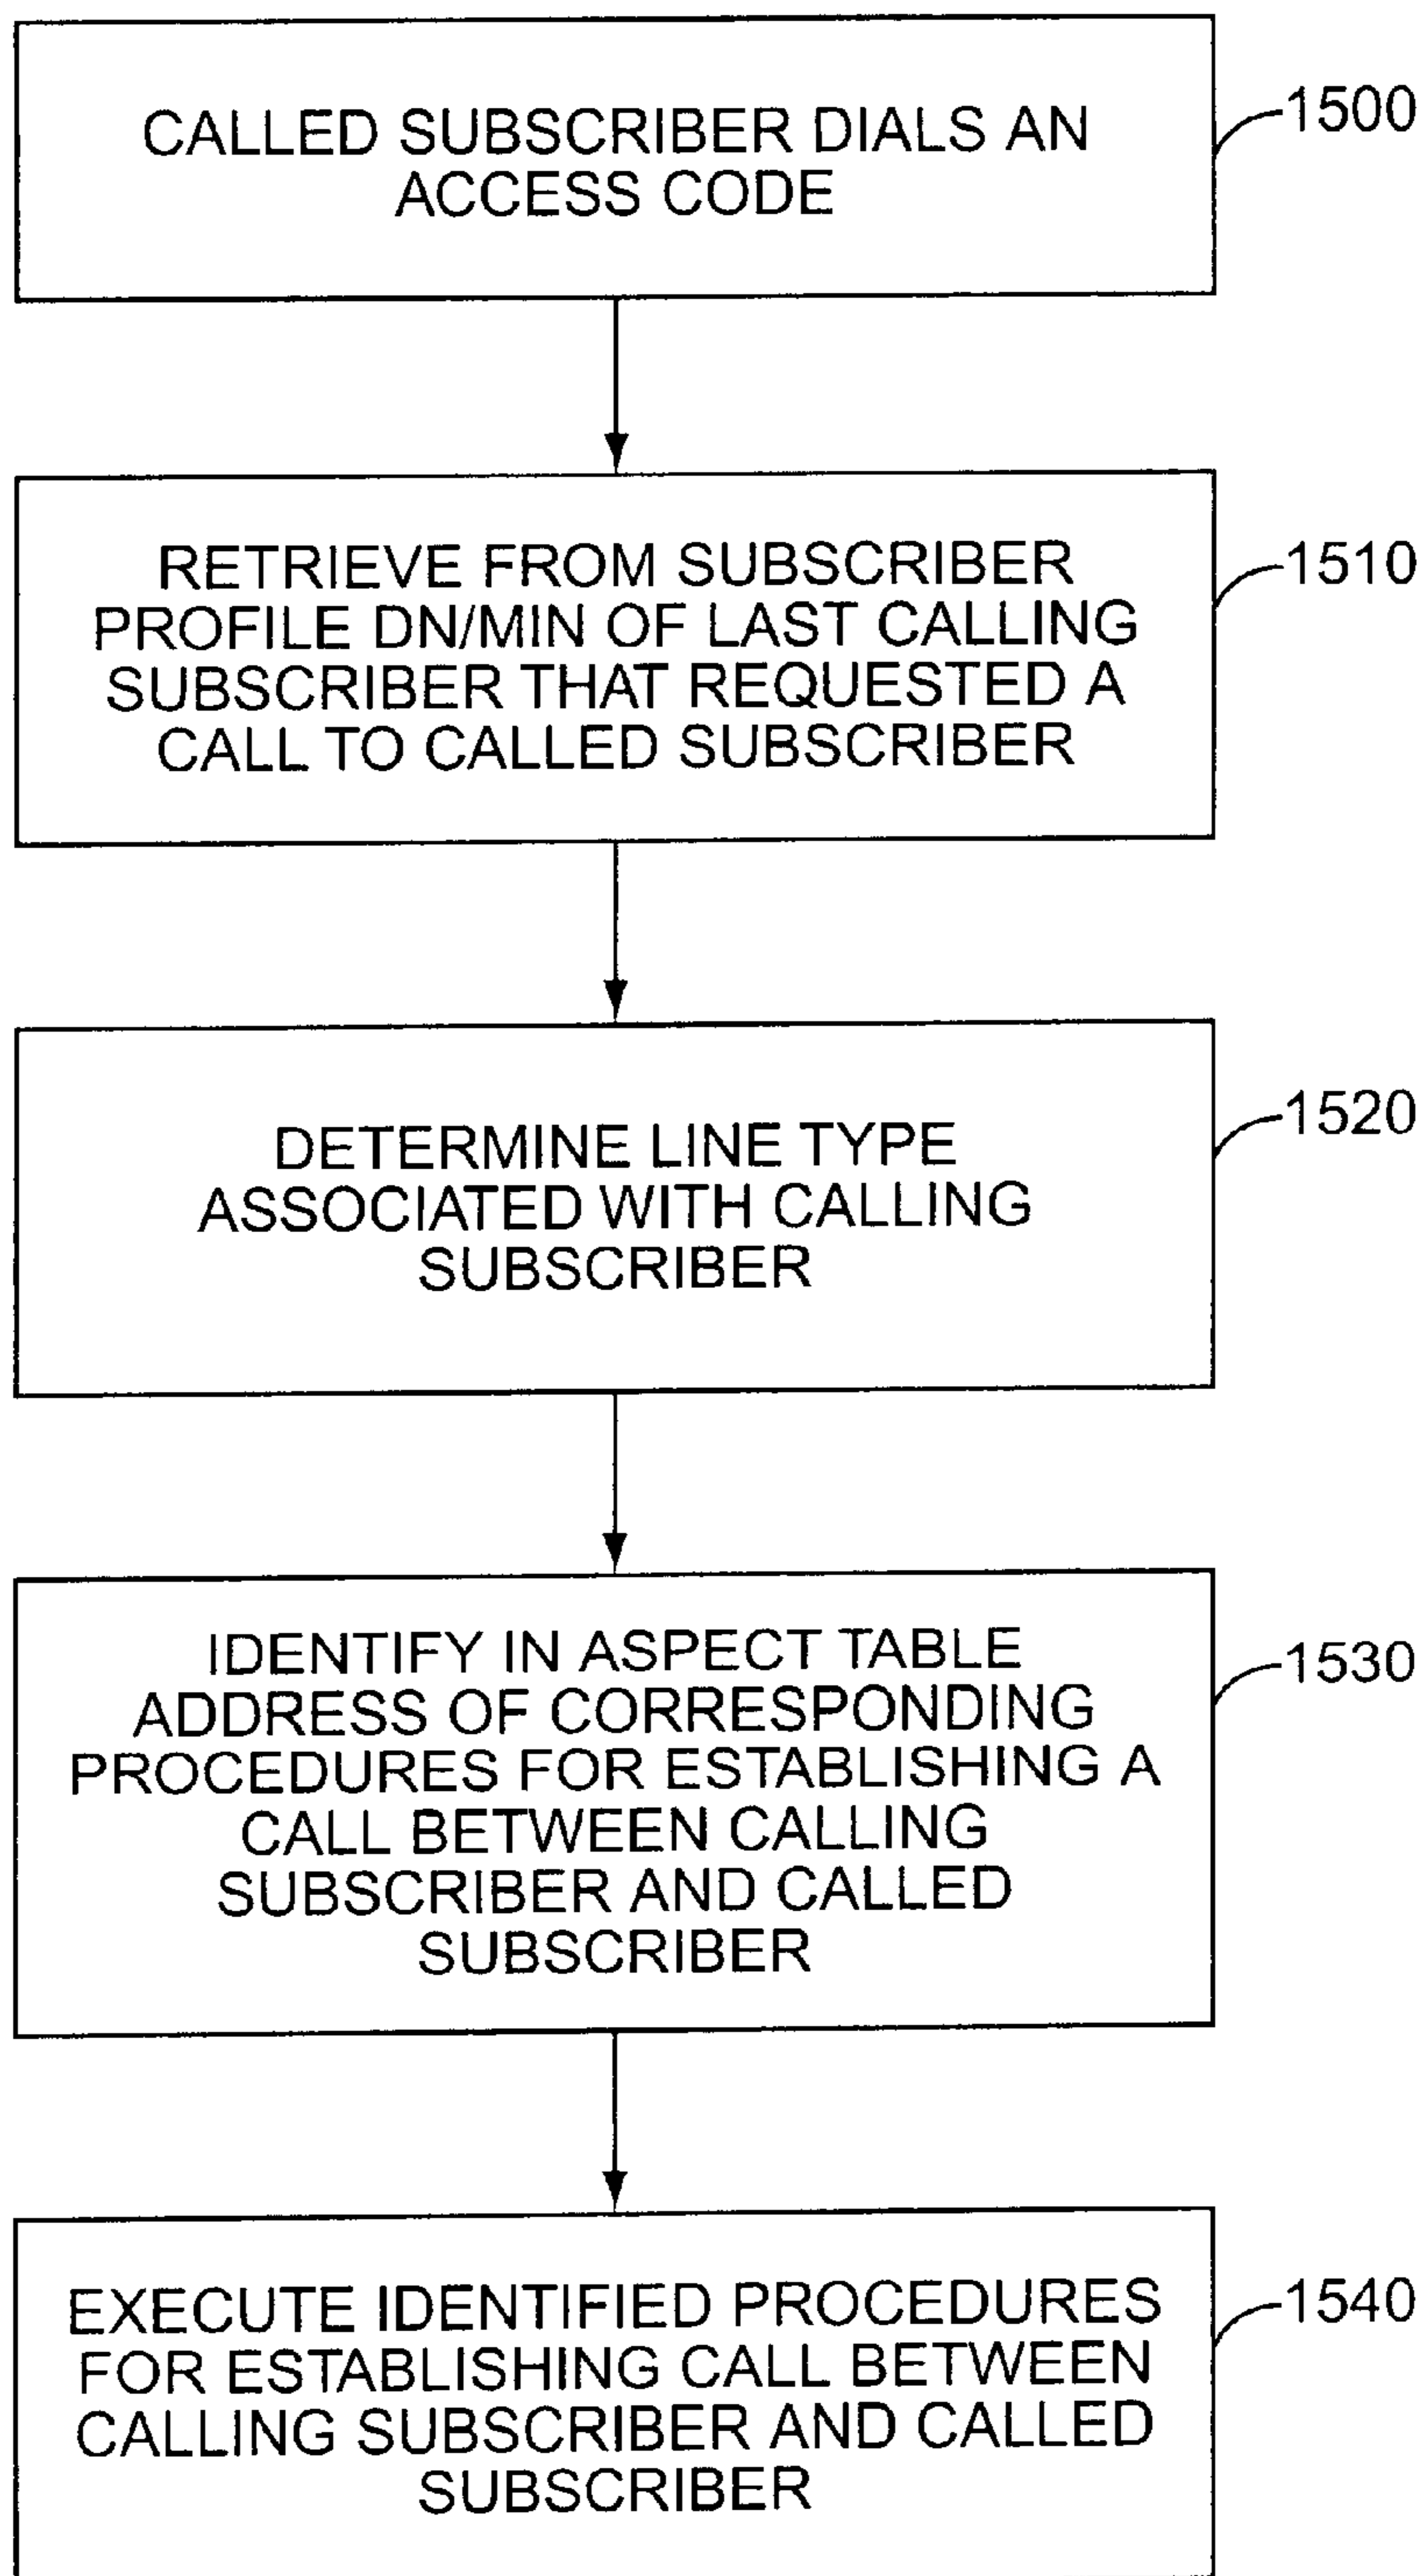 CALLED SUBSCRIBER DIALS AN
ACCESS CODE
1500
RETRIEVE FROM SUBSCRIBER
PROFILE DN/MIN OF LAST CALLING
SUBSCRIBER THAT REQUESTED A
CALL TO CALLED SUBSCRIBER
1510
DETERMINE LINE TYPE
ASSOCIATED WITH CALLING
SUBSCRIBER
1520
IDENTIFY IN ASPECT TABLE
ADDRESS OF CORRESPONDING
PROCEDURES FOR ESTABLISHING A
CALL BETWEEN CALLING
SUBSCRIBER AND CALLED
SUBSCRIBER
1530
EXECUTE IDENTIFIED PROCEDURES
FOR ESTABLISHING CALL BETWEEN
CALLING SUBSCRIBER AND CALLED
SUBSCRIBER
1540